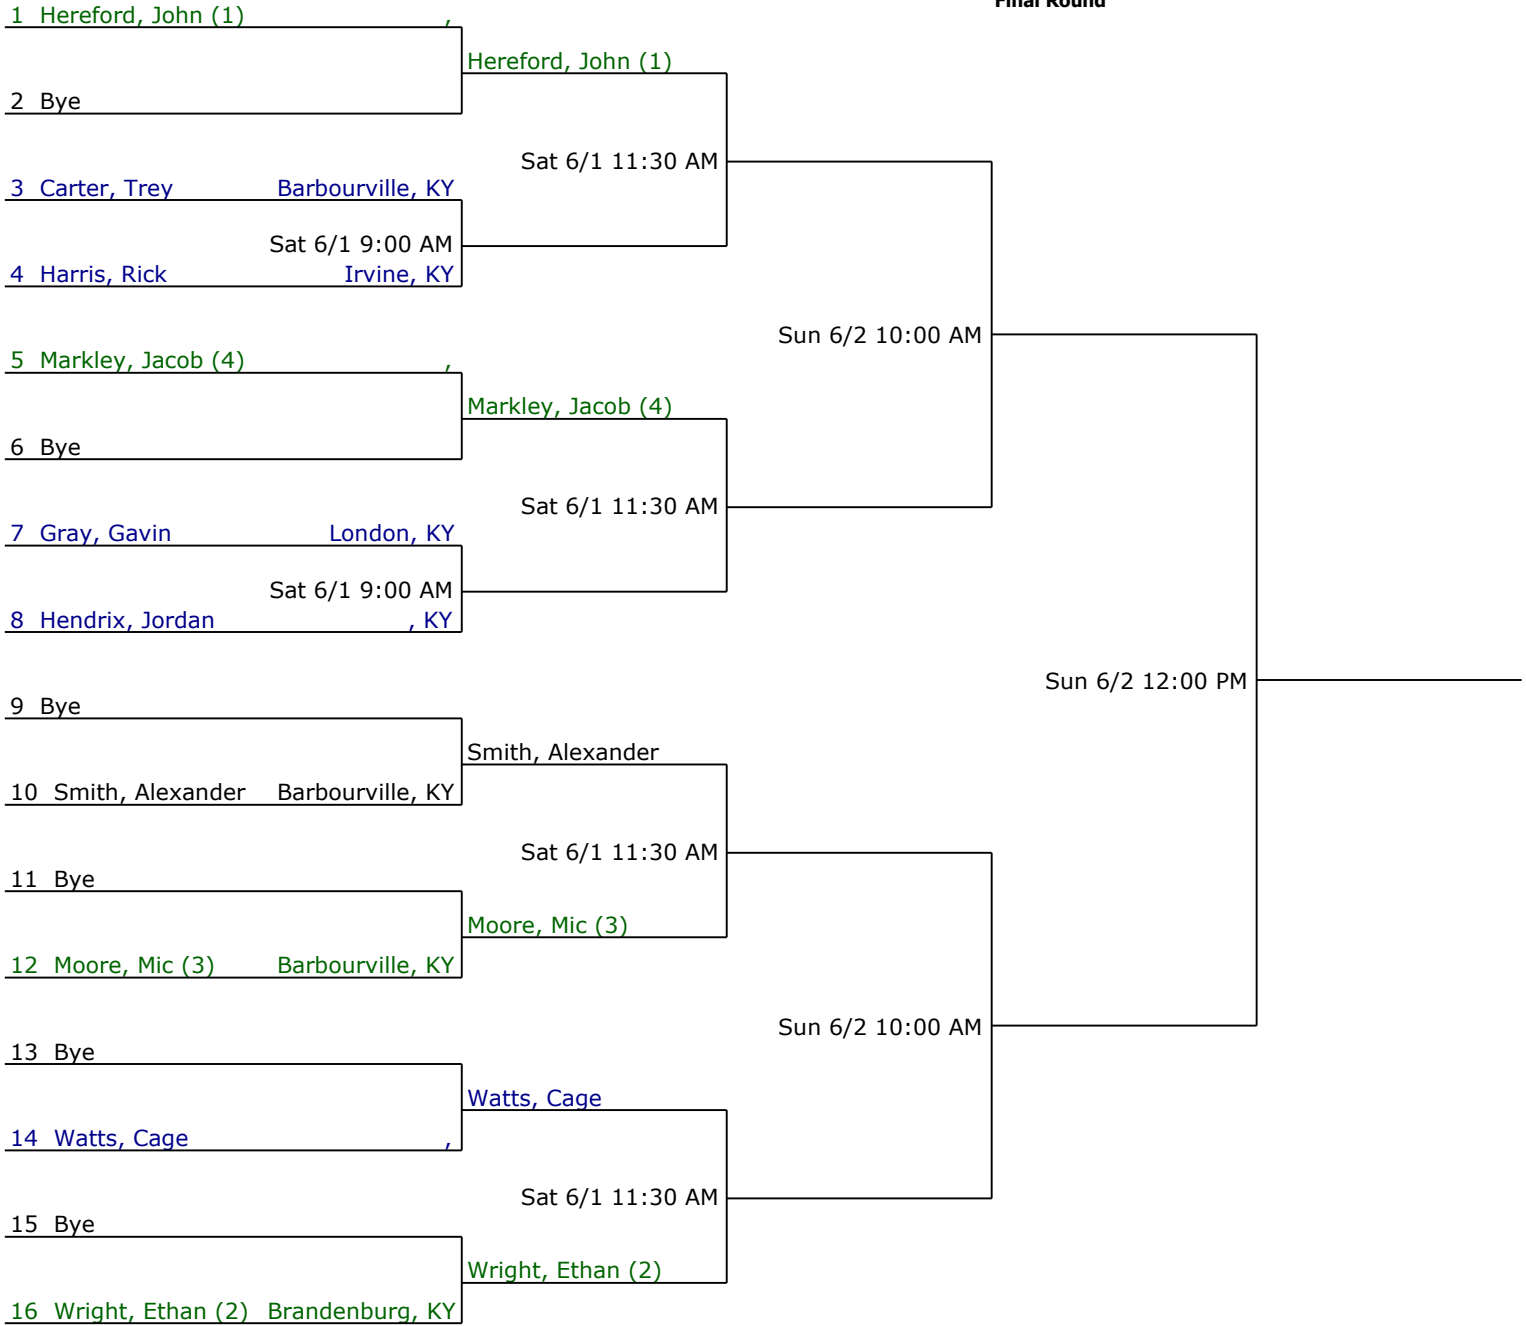 Final Round
1 Hereford, John (1) ,
Hereford, John (1)
2 Bye
Sat 6/1 11:30 AM
3 Carter, Trey Barbourville, KY
Sat 6/1 9:00 AM
4 Harris, Rick Irvine, KY
Sun 6/2 10:00 AM
5 Markley, Jacob (4) ,
Markley, Jacob (4)
6 Bye
Sat 6/1 11:30 AM
7 Gray, Gavin London, KY
Sat 6/1 9:00 AM
8 Hendrix, Jordan , KY
Sun 6/2 12:00 PM
9 Bye
Smith, Alexander
10 Smith, Alexander Barbourville, KY
Sat 6/1 11:30 AM
11 Bye
Moore, Mic (3)
12 Moore, Mic (3) Barbourville, KY
Sun 6/2 10:00 AM
13 Bye
Watts, Cage
14 Watts, Cage ,
Sat 6/1 11:30 AM
15 Bye
Wright, Ethan (2)
16 Wright, Ethan (2) Brandenburg, KY